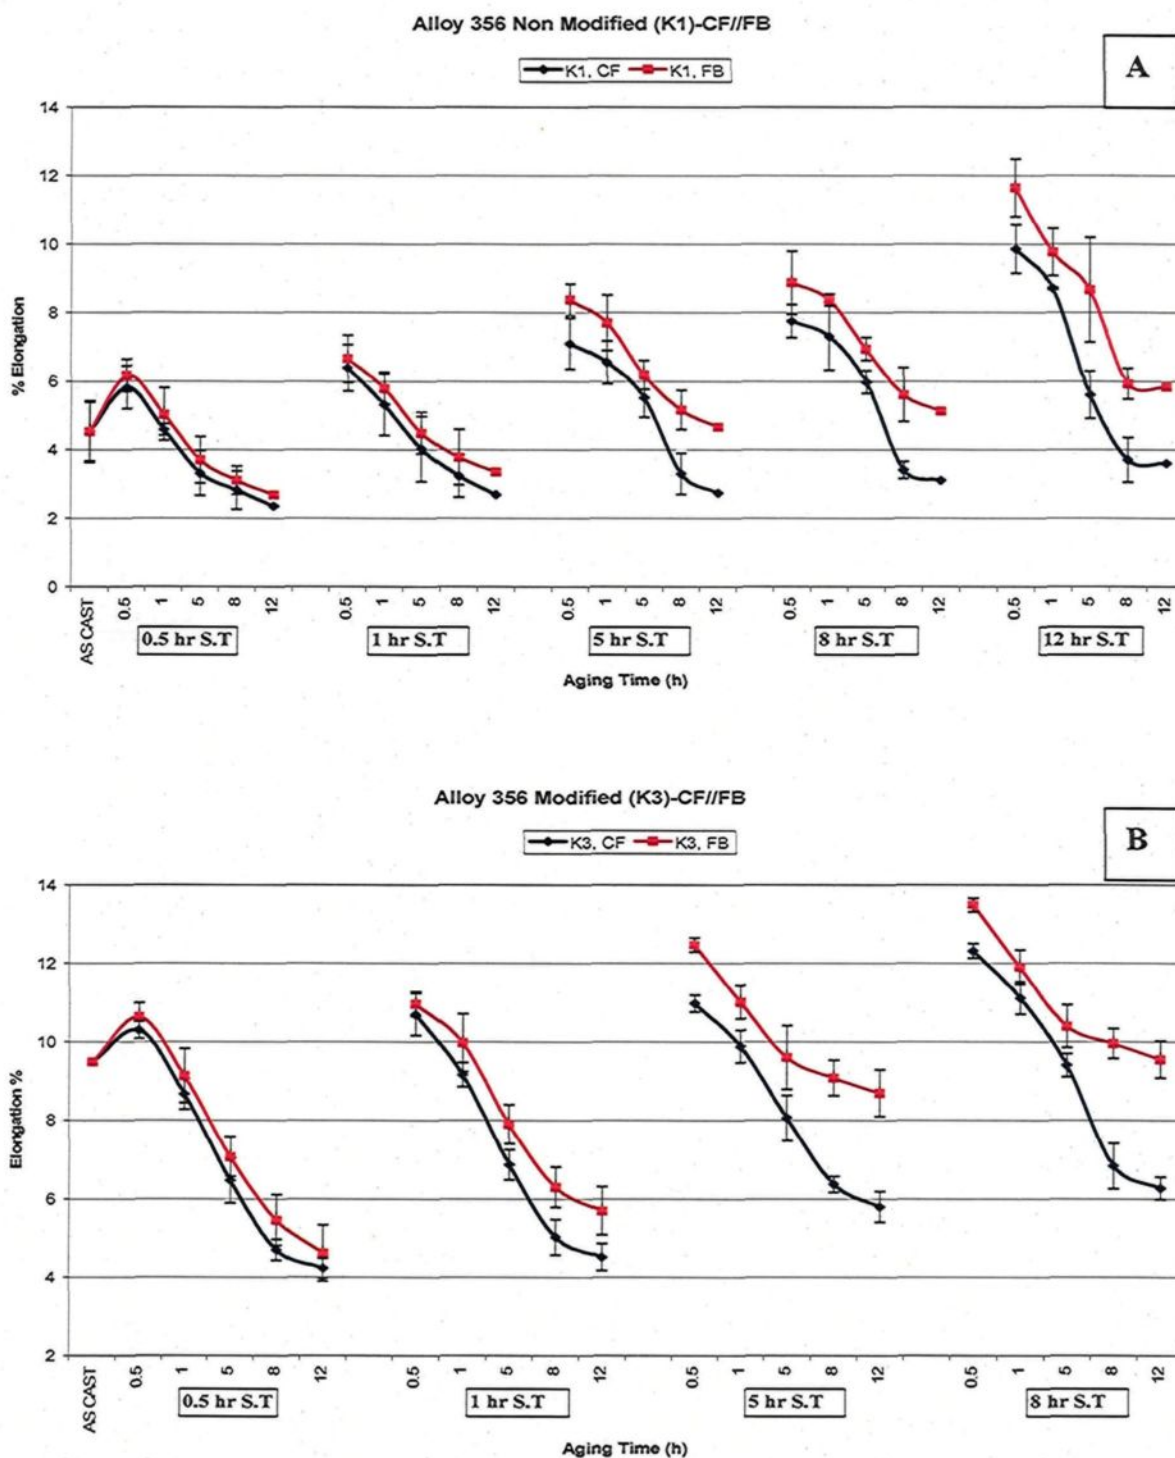 Alloy 356 Non Modified (K1)-CF//FB
K1, CF K1, FB
A
14
12
10
8
6
4
2
0
% Elongation
AS CAST 0.5 1 5 8 12 0.5 1 5 8 12 0.5 1 5 8 12 0.5 1 5 8 12 0.5 1 5 8 12
0.5 hr S.T 1 hr S.T 5 hr S.T 8 hr S.T 12 hr S.T
Aging Time (h)
Alloy 356 Modified (K3)-CF//FB
K3, CF K3, FB
B
14
12
10
8
6
4
2
Elongation %
AS CAST 0.5 1 5 8 12 0.5 1 5 8 12 0.5 1 5 8 12 0.5 1 5 8 12
0.5 hr S.T 1 hr S.T 5 hr S.T 8 hr S.T
Aging Time (h)